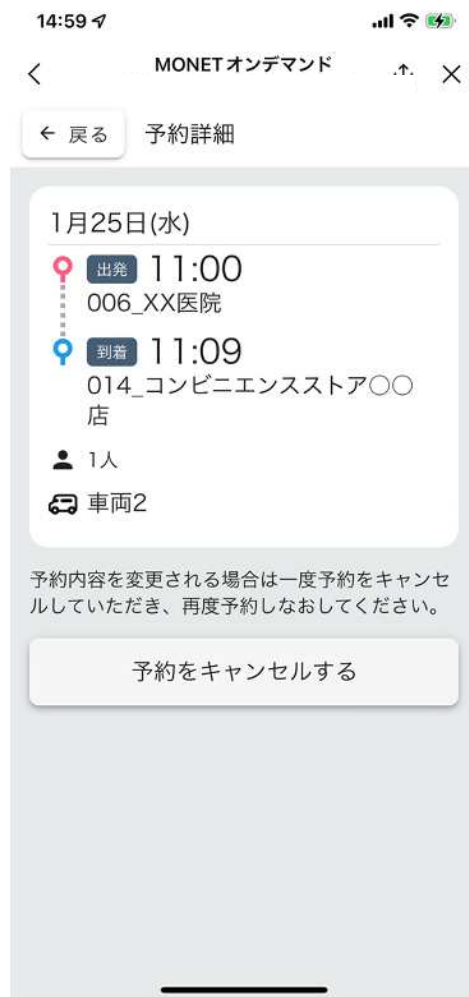 14:59
MONETオンデマンド
← 戻る 予約詳細
1月25日(水)
出発 11:00
006_XX医院
到着 11:09
014_コンビニエンスストア〇〇
店
1人
車両2
予約内容を変更される場合は一度予約をキャンセ
ルしていただき、再度予約しなおしてください。
予約をキャンセルする